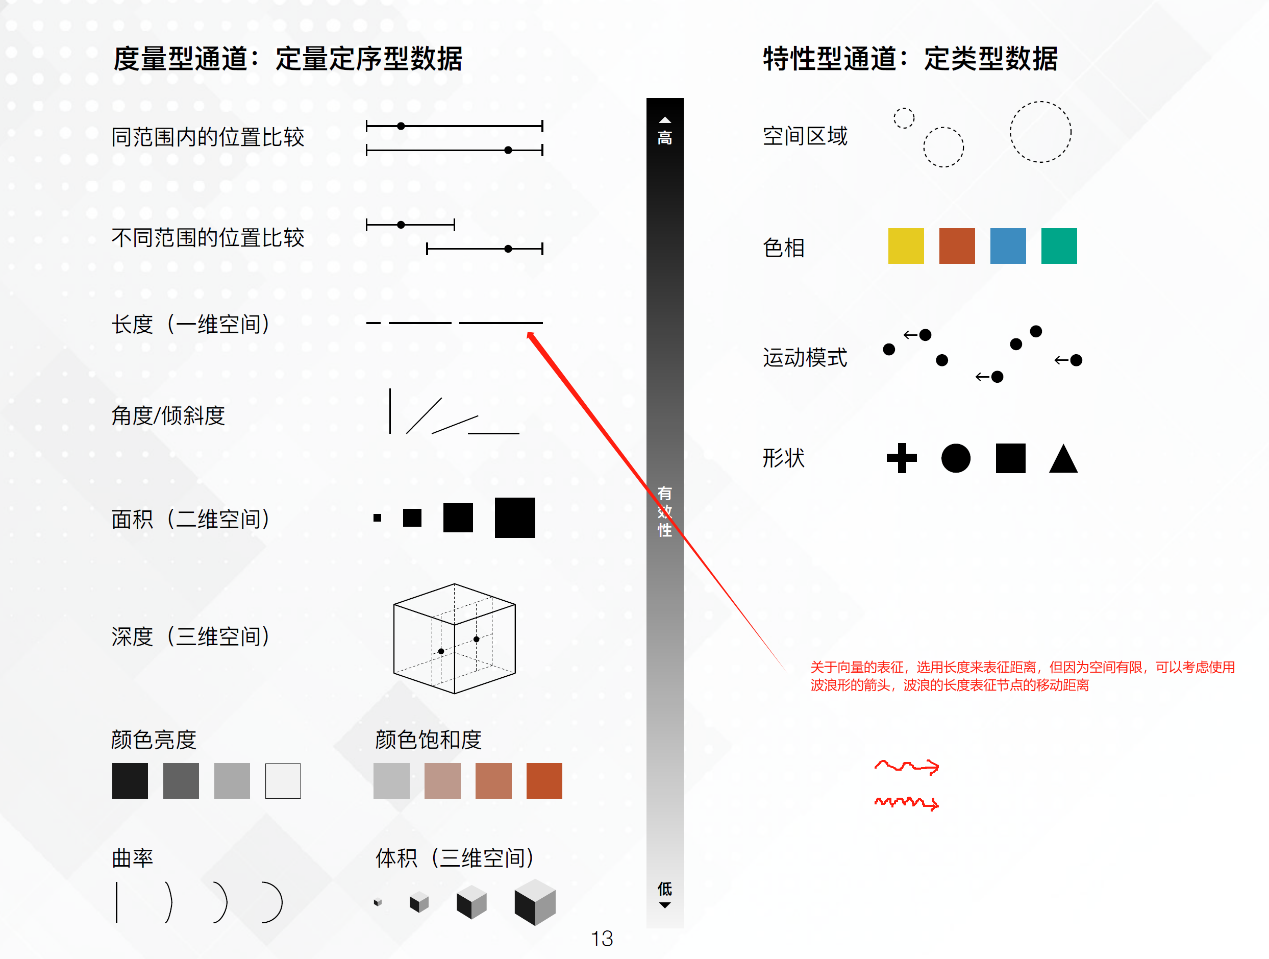 度量型通道：定量定序型数据
同范围内的位置比较
不同范围的位置比较
长度（一维空间）
角度/倾斜度
面积（二维空间）
深度（三维空间）
颜色亮度
颜色饱和度
曲率
体积（三维空间）
高
有效性
低
特性型通道：定类型数据
空间区域
色相
运动模式
形状
关于向量的表征，选用长度来表征距离，但因为空间有限，可以考虑使用
波浪形的箭头，波浪的长度表征节点的移动距离
13